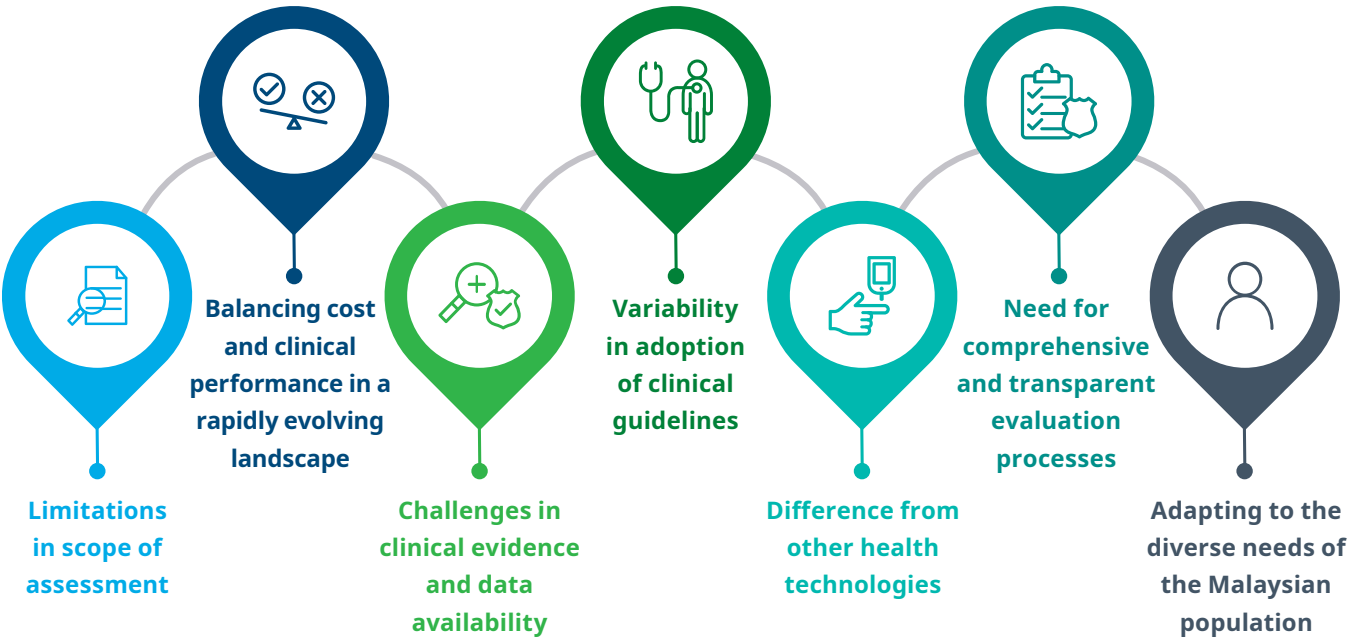 Limitations
in scope of
assessment
Balancing cost
and clinical
performance in a
rapidly evolving
landscape
Challenges in
clinical evidence
and data
availability
Variability
in adoption
of clinical
guidelines
Difference from
other health
technologies
Need for
comprehensive
and transparent
evaluation
processes
Adapting to the
diverse needs of
the Malaysian
population